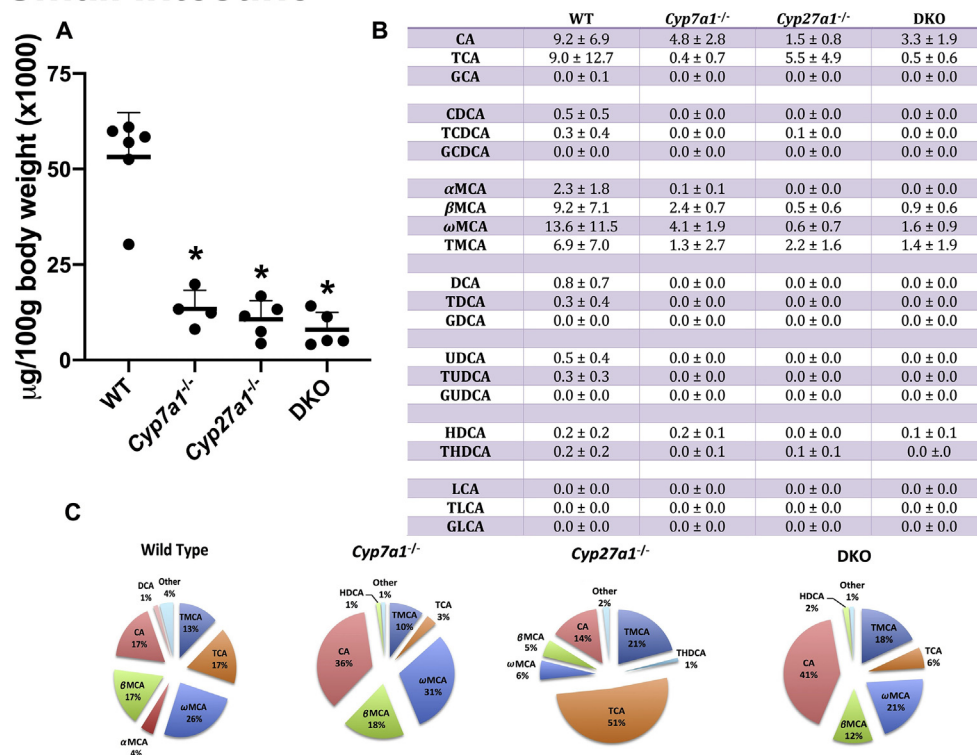 A
μg/100g body weight (x1000)
75
50
25
0
*
*
*
WT
Cyp7a1-/-
Cyp27a1-/-
DKO
B
WT Cyp7a1-/- Cyp27a1-/- DKO
CA 9.2 ± 6.9 4.8 ± 2.8 1.5 ± 0.8 3.3 ± 1.9
TCA 9.0 ± 12.7 0.4 ± 0.7 5.5 ± 4.9 0.5 ± 0.6
GCA 0.0 ± 0.1 0.0 ± 0.0 0.0 ± 0.0 0.0 ± 0.0
CDCA 0.5 ± 0.5 0.0 ± 0.0 0.0 ± 0.0 0.0 ± 0.0
TCDCA 0.3 ± 0.4 0.0 ± 0.0 0.1 ± 0.0 0.0 ± 0.0
GCDCA 0.0 ± 0.0 0.0 ± 0.0 0.0 ± 0.0 0.0 ± 0.0
αMCA 2.3 ± 1.8 0.1 ± 0.1 0.0 ± 0.0 0.0 ± 0.0
βMCA 9.2 ± 7.1 2.4 ± 0.7 0.5 ± 0.6 0.9 ± 0.6
ωMCA 13.6 ± 11.5 4.1 ± 1.9 0.6 ± 0.7 1.6 ± 0.9
TMCA 6.9 ± 7.0 1.3 ± 2.7 2.2 ± 1.6 1.4 ± 1.9
DCA 0.8 ± 0.7 0.0 ± 0.0 0.0 ± 0.0 0.0 ± 0.0
TDCA 0.3 ± 0.4 0.0 ± 0.0 0.0 ± 0.0 0.0 ± 0.0
GDCA 0.0 ± 0.0 0.0 ± 0.0 0.0 ± 0.0 0.0 ± 0.0
UDCA 0.5 ± 0.4 0.0 ± 0.0 0.0 ± 0.0 0.0 ± 0.0
TUDCA 0.3 ± 0.3 0.0 ± 0.0 0.0 ± 0.0 0.0 ± 0.0
GUDCA 0.0 ± 0.0 0.0 ± 0.0 0.0 ± 0.0 0.0 ± 0.0
HDCA 0.2 ± 0.2 0.2 ± 0.1 0.0 ± 0.0 0.1 ± 0.1
THDCA 0.2 ± 0.2 0.0 ± 0.1 0.1 ± 0.1 0.0 ±.0
LCA 0.0 ± 0.0 0.0 ± 0.0 0.0 ± 0.0 0.0 ± 0.0
TLCA 0.0 ± 0.0 0.0 ± 0.0 0.0 ± 0.0 0.0 ± 0.0
GLCA 0.0 ± 0.0 0.0 ± 0.0 0.0 ± 0.0 0.0 ± 0.0
C
Wild Type
DCA
1%
Other
4%
TMCA
13%
TCA
17%
ωMCA
26%
αMCA
4%
βMCA
17%
CA
17%
Cyp7a1-/-
HDCA
1%
Other
1%
TMCA
10%
TCA
3%
ωMCA
31%
βMCA
18%
CA
36%
Cyp27a1-/-
Other
2%
TMCA
21%
THDCA
1%
TCA
51%
ωMCA
6%
βMCA
5%
CA
14%
DKO
HDCA
2%
Other
1%
TMCA
18%
TCA
6%
ωMCA
21%
βMCA
12%
CA
41%